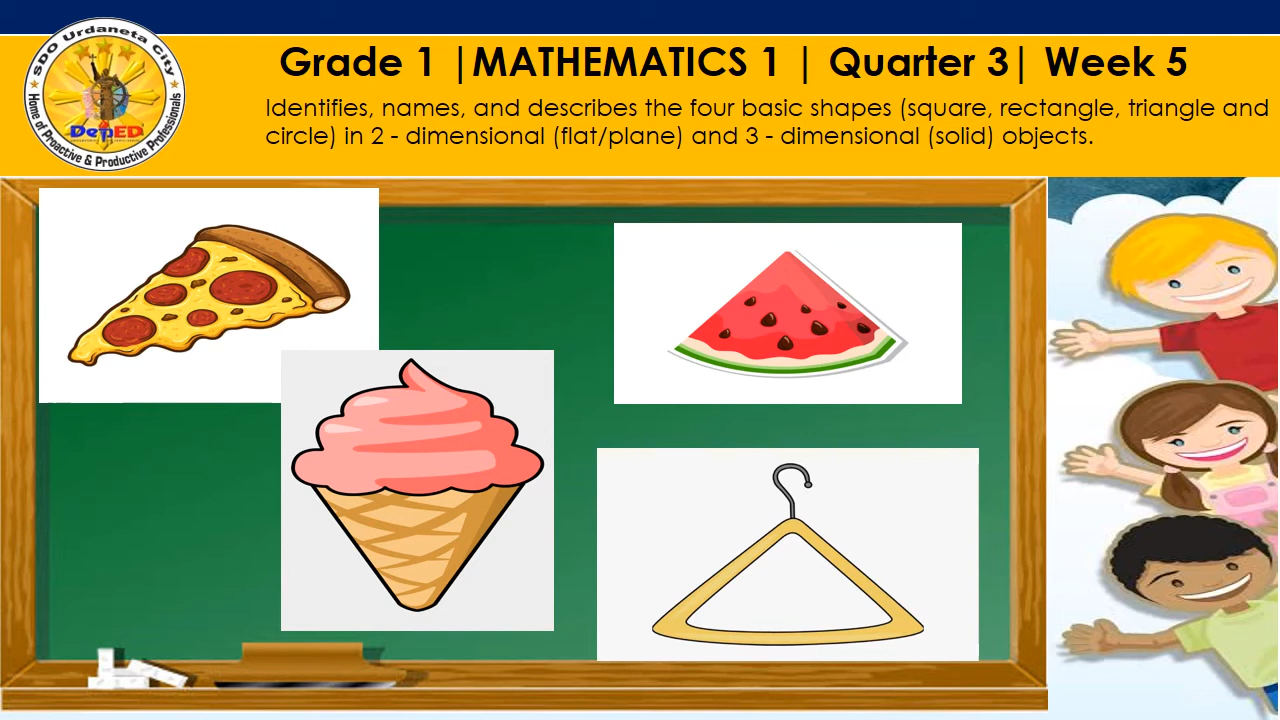 SDO Urdaneta City
DepED
Home of Proactive & Productive Professionals
Grade 1 |MATHEMATICS 1 | Quarter 3| Week 5
Identifies, names, and describes the four basic shapes (square, rectangle, triangle and
circle) in 2 - dimensional (flat/plane) and 3 - dimensional (solid) objects.